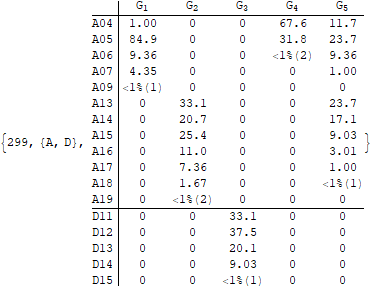 G1 G2 G3 G4 G5
A04 1.00 0 0 67.6 11.7
A05 84.9 0 0 31.8 23.7
A06 9.36 0 0 <1%(2) 9.36
A07 4.35 0 0 0 1.00
A09 <1%(1) 0 0 0 0
A13 0 33.1 0 0 23.7
A14 0 20.7 0 0 17.1
{299, {A, D}, A15 0 25.4 0 0 9.03 }
A16 0 11.0 0 0 3.01
A17 0 7.36 0 0 1.00
A18 0 1.67 0 0 <1%(1)
A19 0 <1%(2) 0 0 0
D11 0 0 33.1 0 0
D12 0 0 37.5 0 0
D13 0 0 20.1 0 0
D14 0 0 9.03 0 0
D15 0 0 <1%(1) 0 0